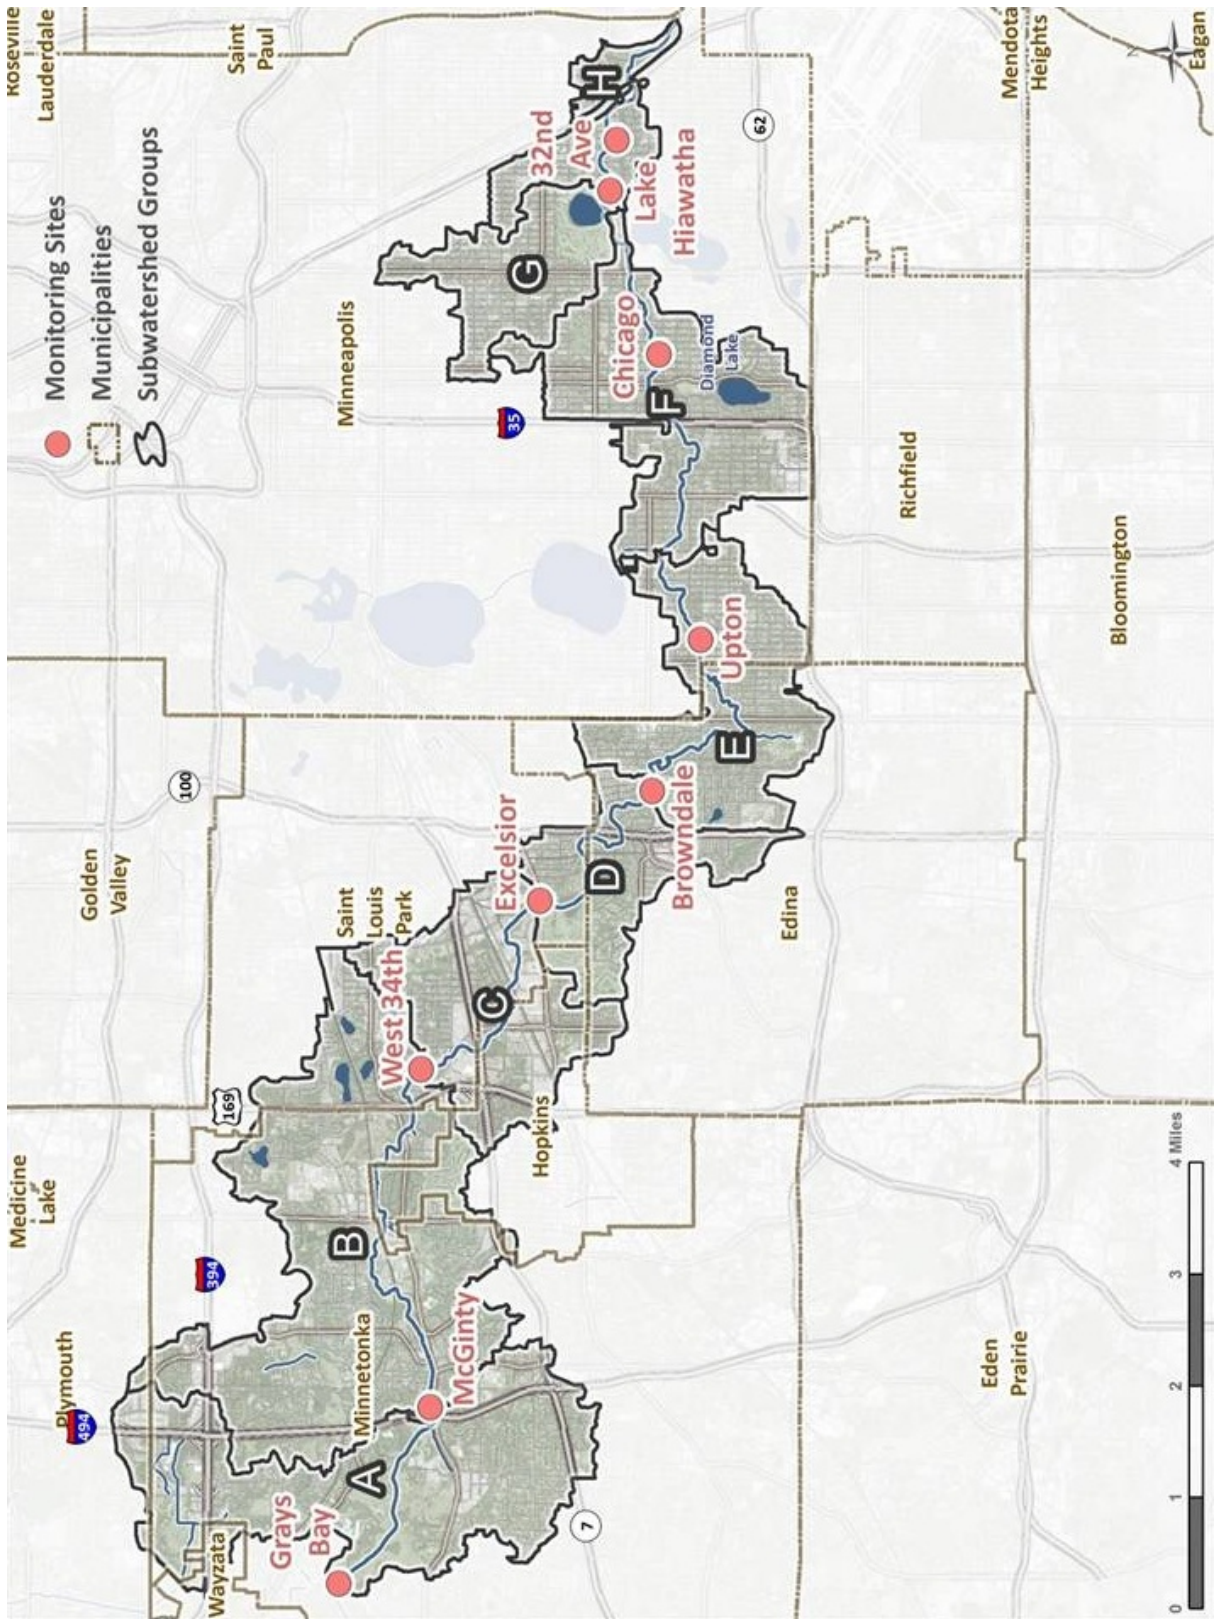 Monitoring Sites
Municipalities
Subwatershed Groups
Plymouth
Medicine
Lake
Golden
Valley
Roseville
Lauderdale
Saint
Paul
Wayzata
494
394
169
100
Minneapolis
35
Grays
Bay
A
Minnetonka
McGinty
B
West 34th
Saint
Louis
Park
C
Excelsior
D
Hopkins
Browndale
E
Upton
F
Chicago
Diamond
Lake
G
32nd
Ave
Lake
Hiawatha
H
7
62
Edina
Richfield
Eden
Prairie
Bloomington
Mendota
Heights
Eagan
0 1 2 3 4 Miles